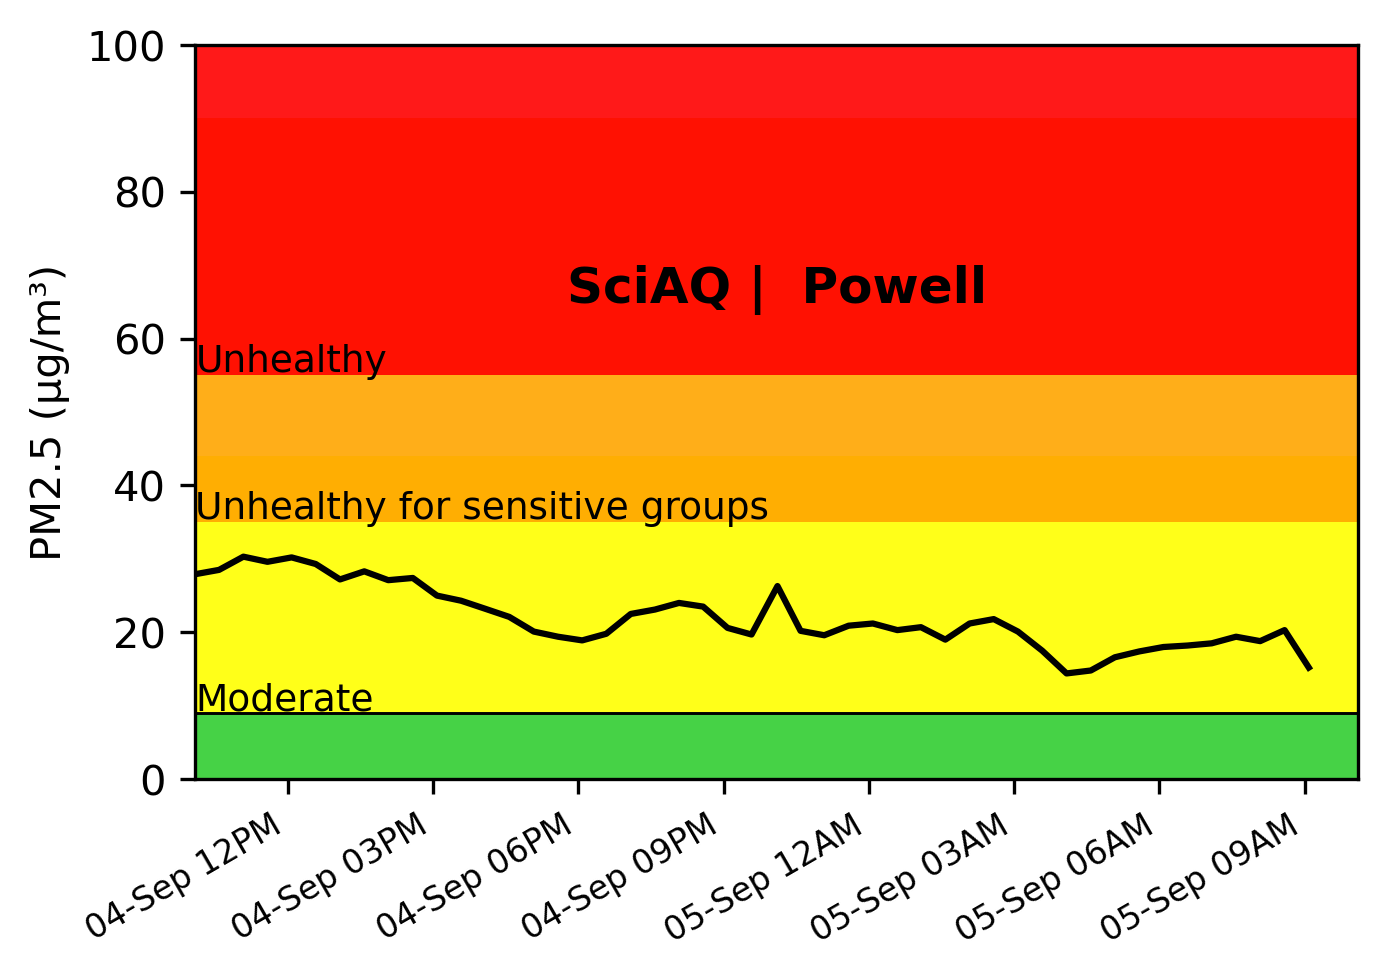 100
80
60
40
20
0
PM2.5 (µg/m³)
SciAQ |  Powell
Unhealthy
Unhealthy for sensitive groups
Moderate
04-Sep 12PM
04-Sep 03PM
04-Sep 06PM
04-Sep 09PM
05-Sep 12AM
05-Sep 03AM
05-Sep 06AM
05-Sep 09AM